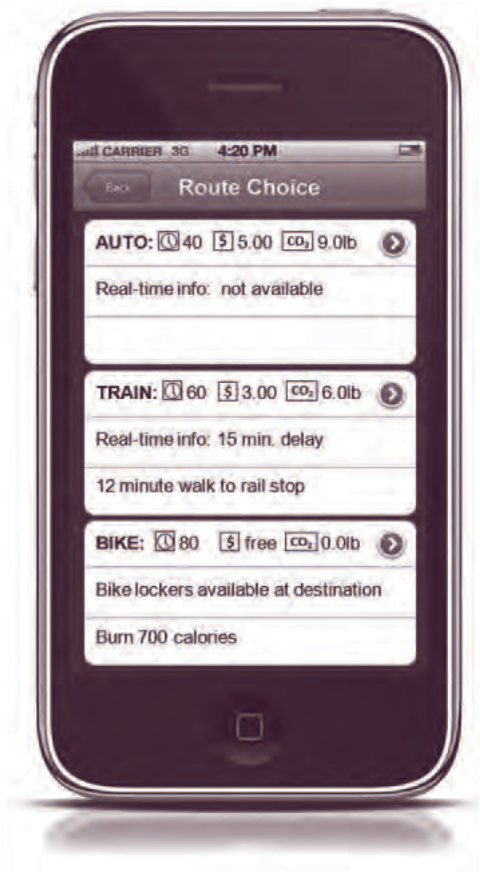 CARRIER 3G 4:20 PM
Back Route Choice
AUTO: 40 $ 5.00 CO₂ 9.0lb
Real-time info: not available
TRAIN: 60 $ 3.00 CO₂ 6.0lb
Real-time info: 15 min. delay
12 minute walk to rail stop
BIKE: 80 $ free CO₂ 0.0lb
Bike lockers available at destination
Burn 700 calories